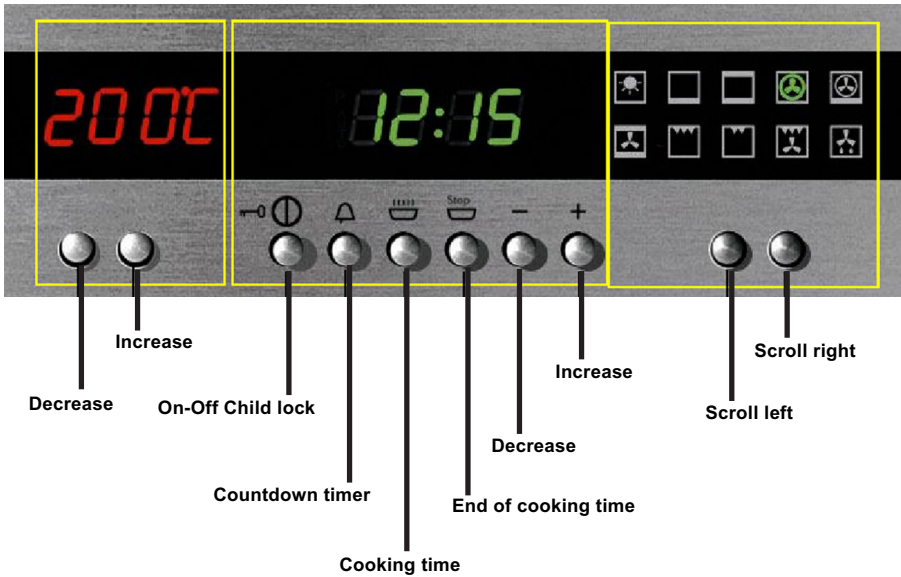 200°C
12:15
Stop
− +
Increase
Scroll right
Increase
Decrease
On-Off Child lock
Scroll left
Decrease
Countdown timer
End of cooking time
Cooking time